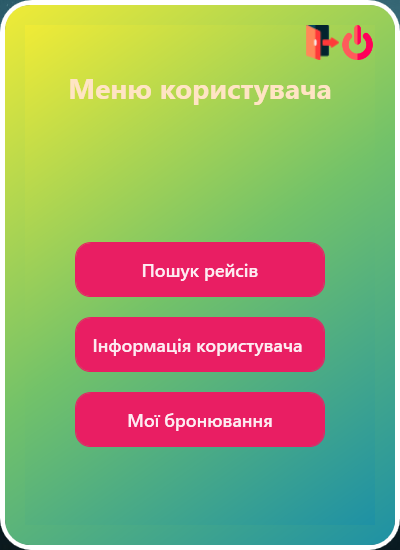 Меню користувача
Пошук рейсів
Інформація користувача
Мої бронювання